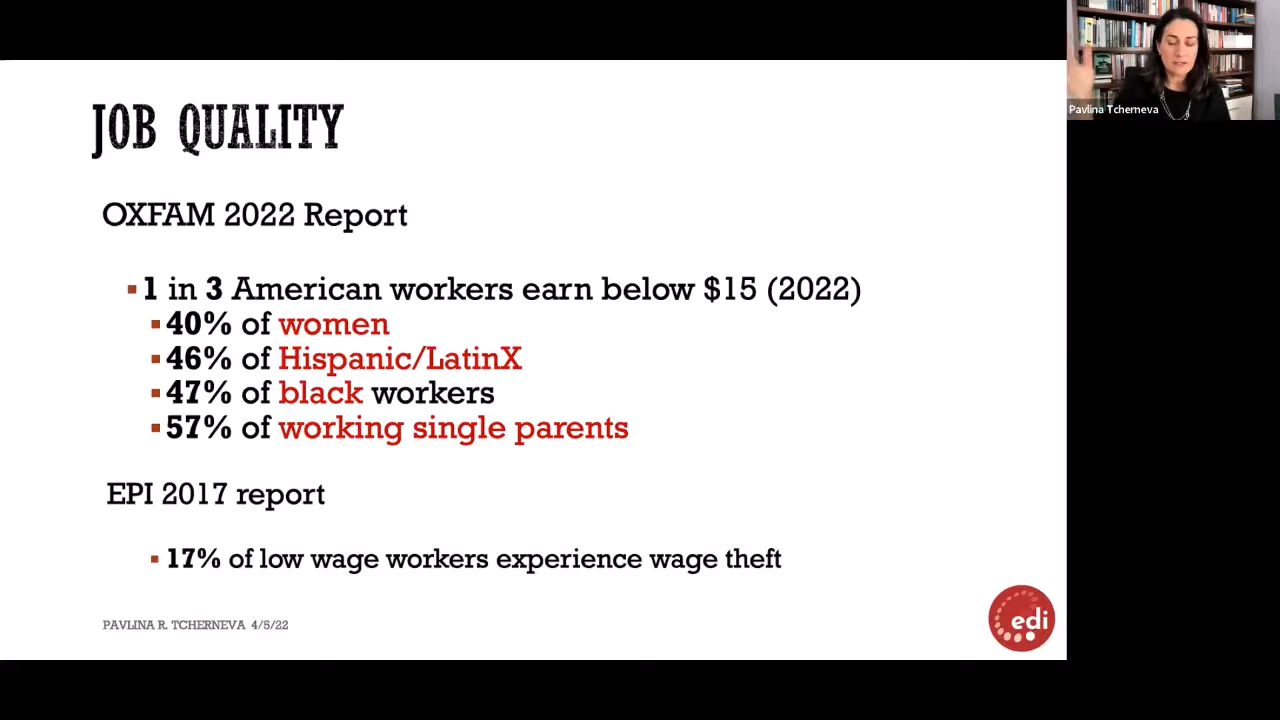 JOB QUALITY
OXFAM 2022 Report
▪1 in 3 American workers earn below $15 (2022)
▪40% of women
▪46% of Hispanic/LatinX
▪47% of black workers
▪57% of working single parents
EPI 2017 report
▪17% of low wage workers experience wage theft
PAVLINA R. TCHERNEVA 4/5/22
edi
Pavlina Tcherneva